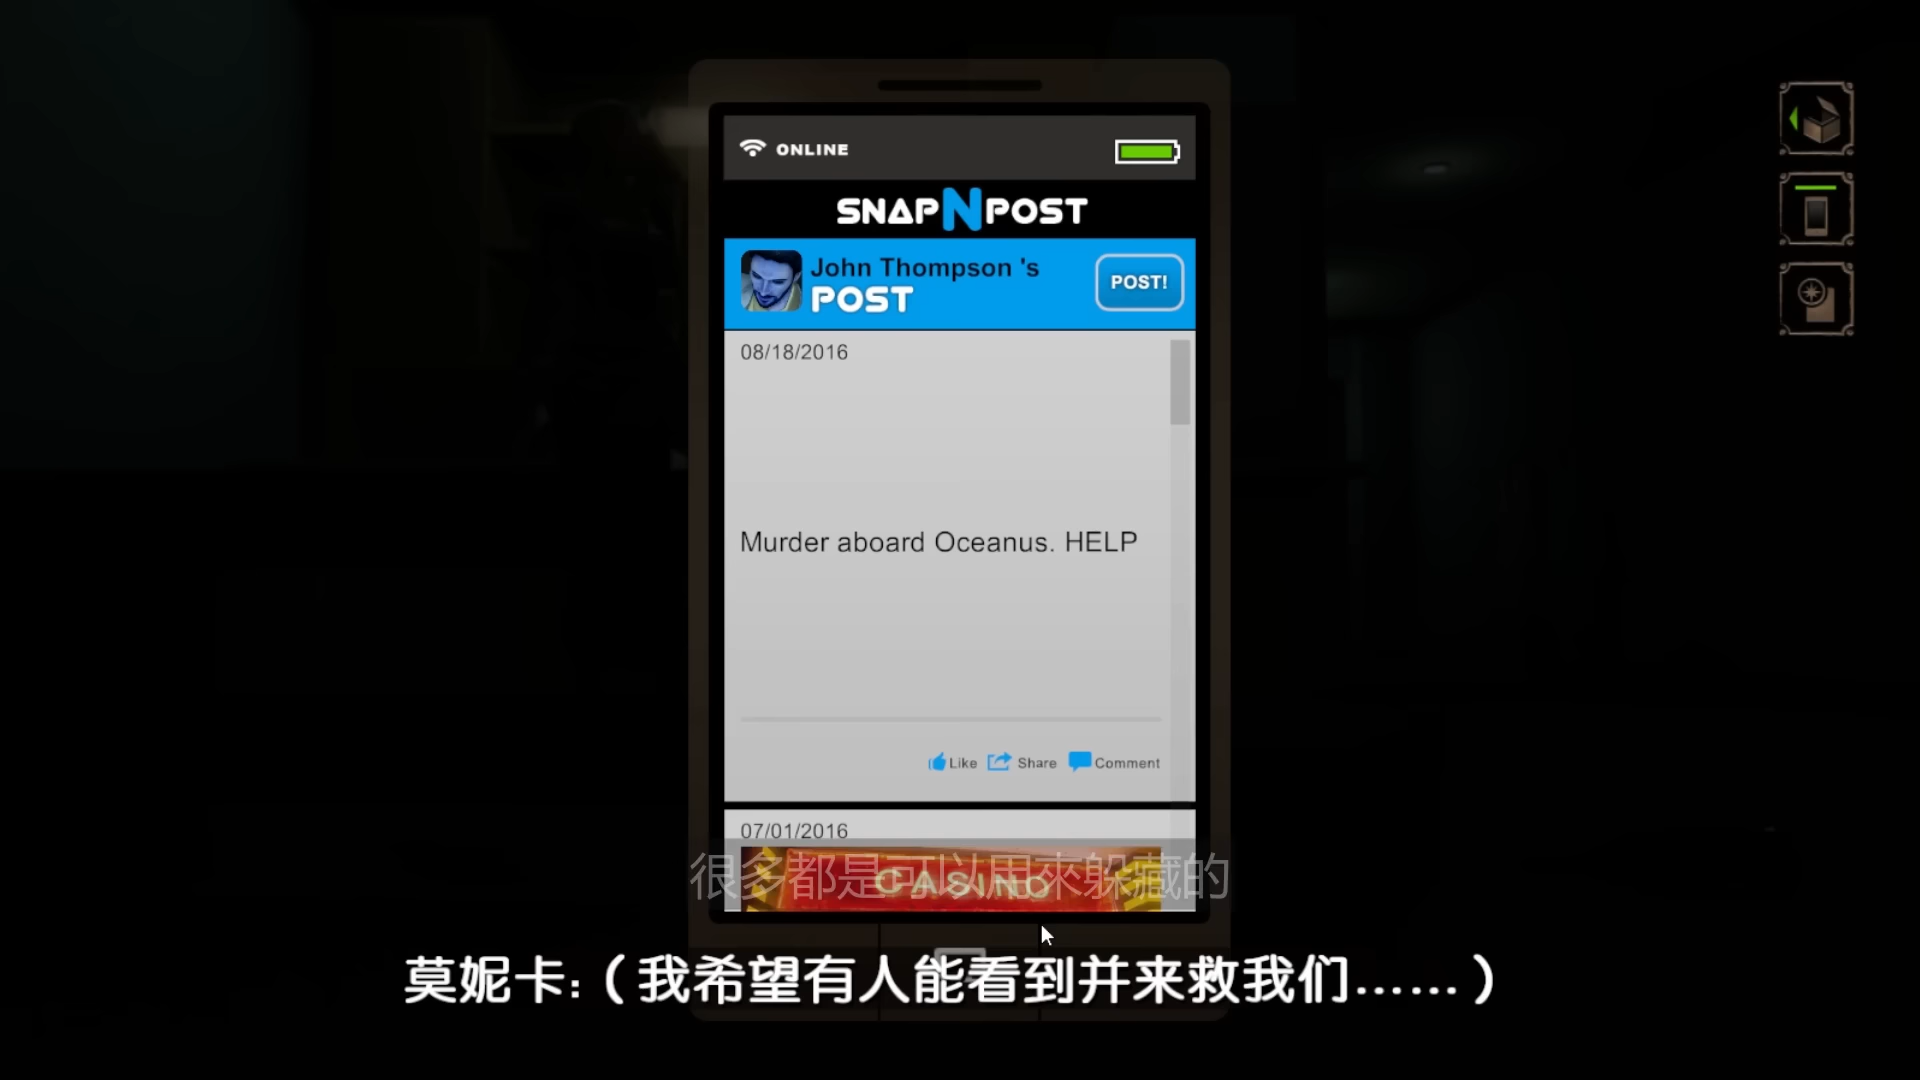 ONLINE
SNAPNPOST
John Thompson 's
POST
POST!
08/18/2016
Murder aboard Oceanus. HELP
Like Share Comment
07/01/2016
CASINO
很多都是可以用來躲藏的
莫妮卡:（我希望有人能看到并来救我们……）